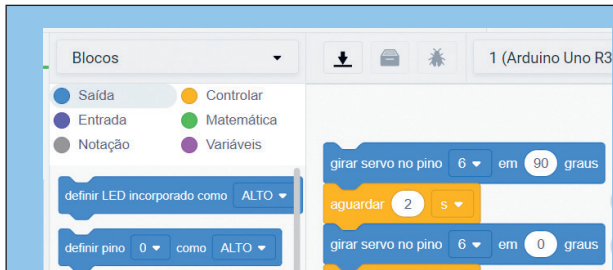 Blocos
1 (Arduino Uno R3
Saída Controlar
Entrada Matemática
Notação Variáveis
definir LED incorporado como ALTO
definir pino 0 como ALTO
girar servo no pino 6 em 90 graus
aguardar 2 s
girar servo no pino 6 em 0 graus